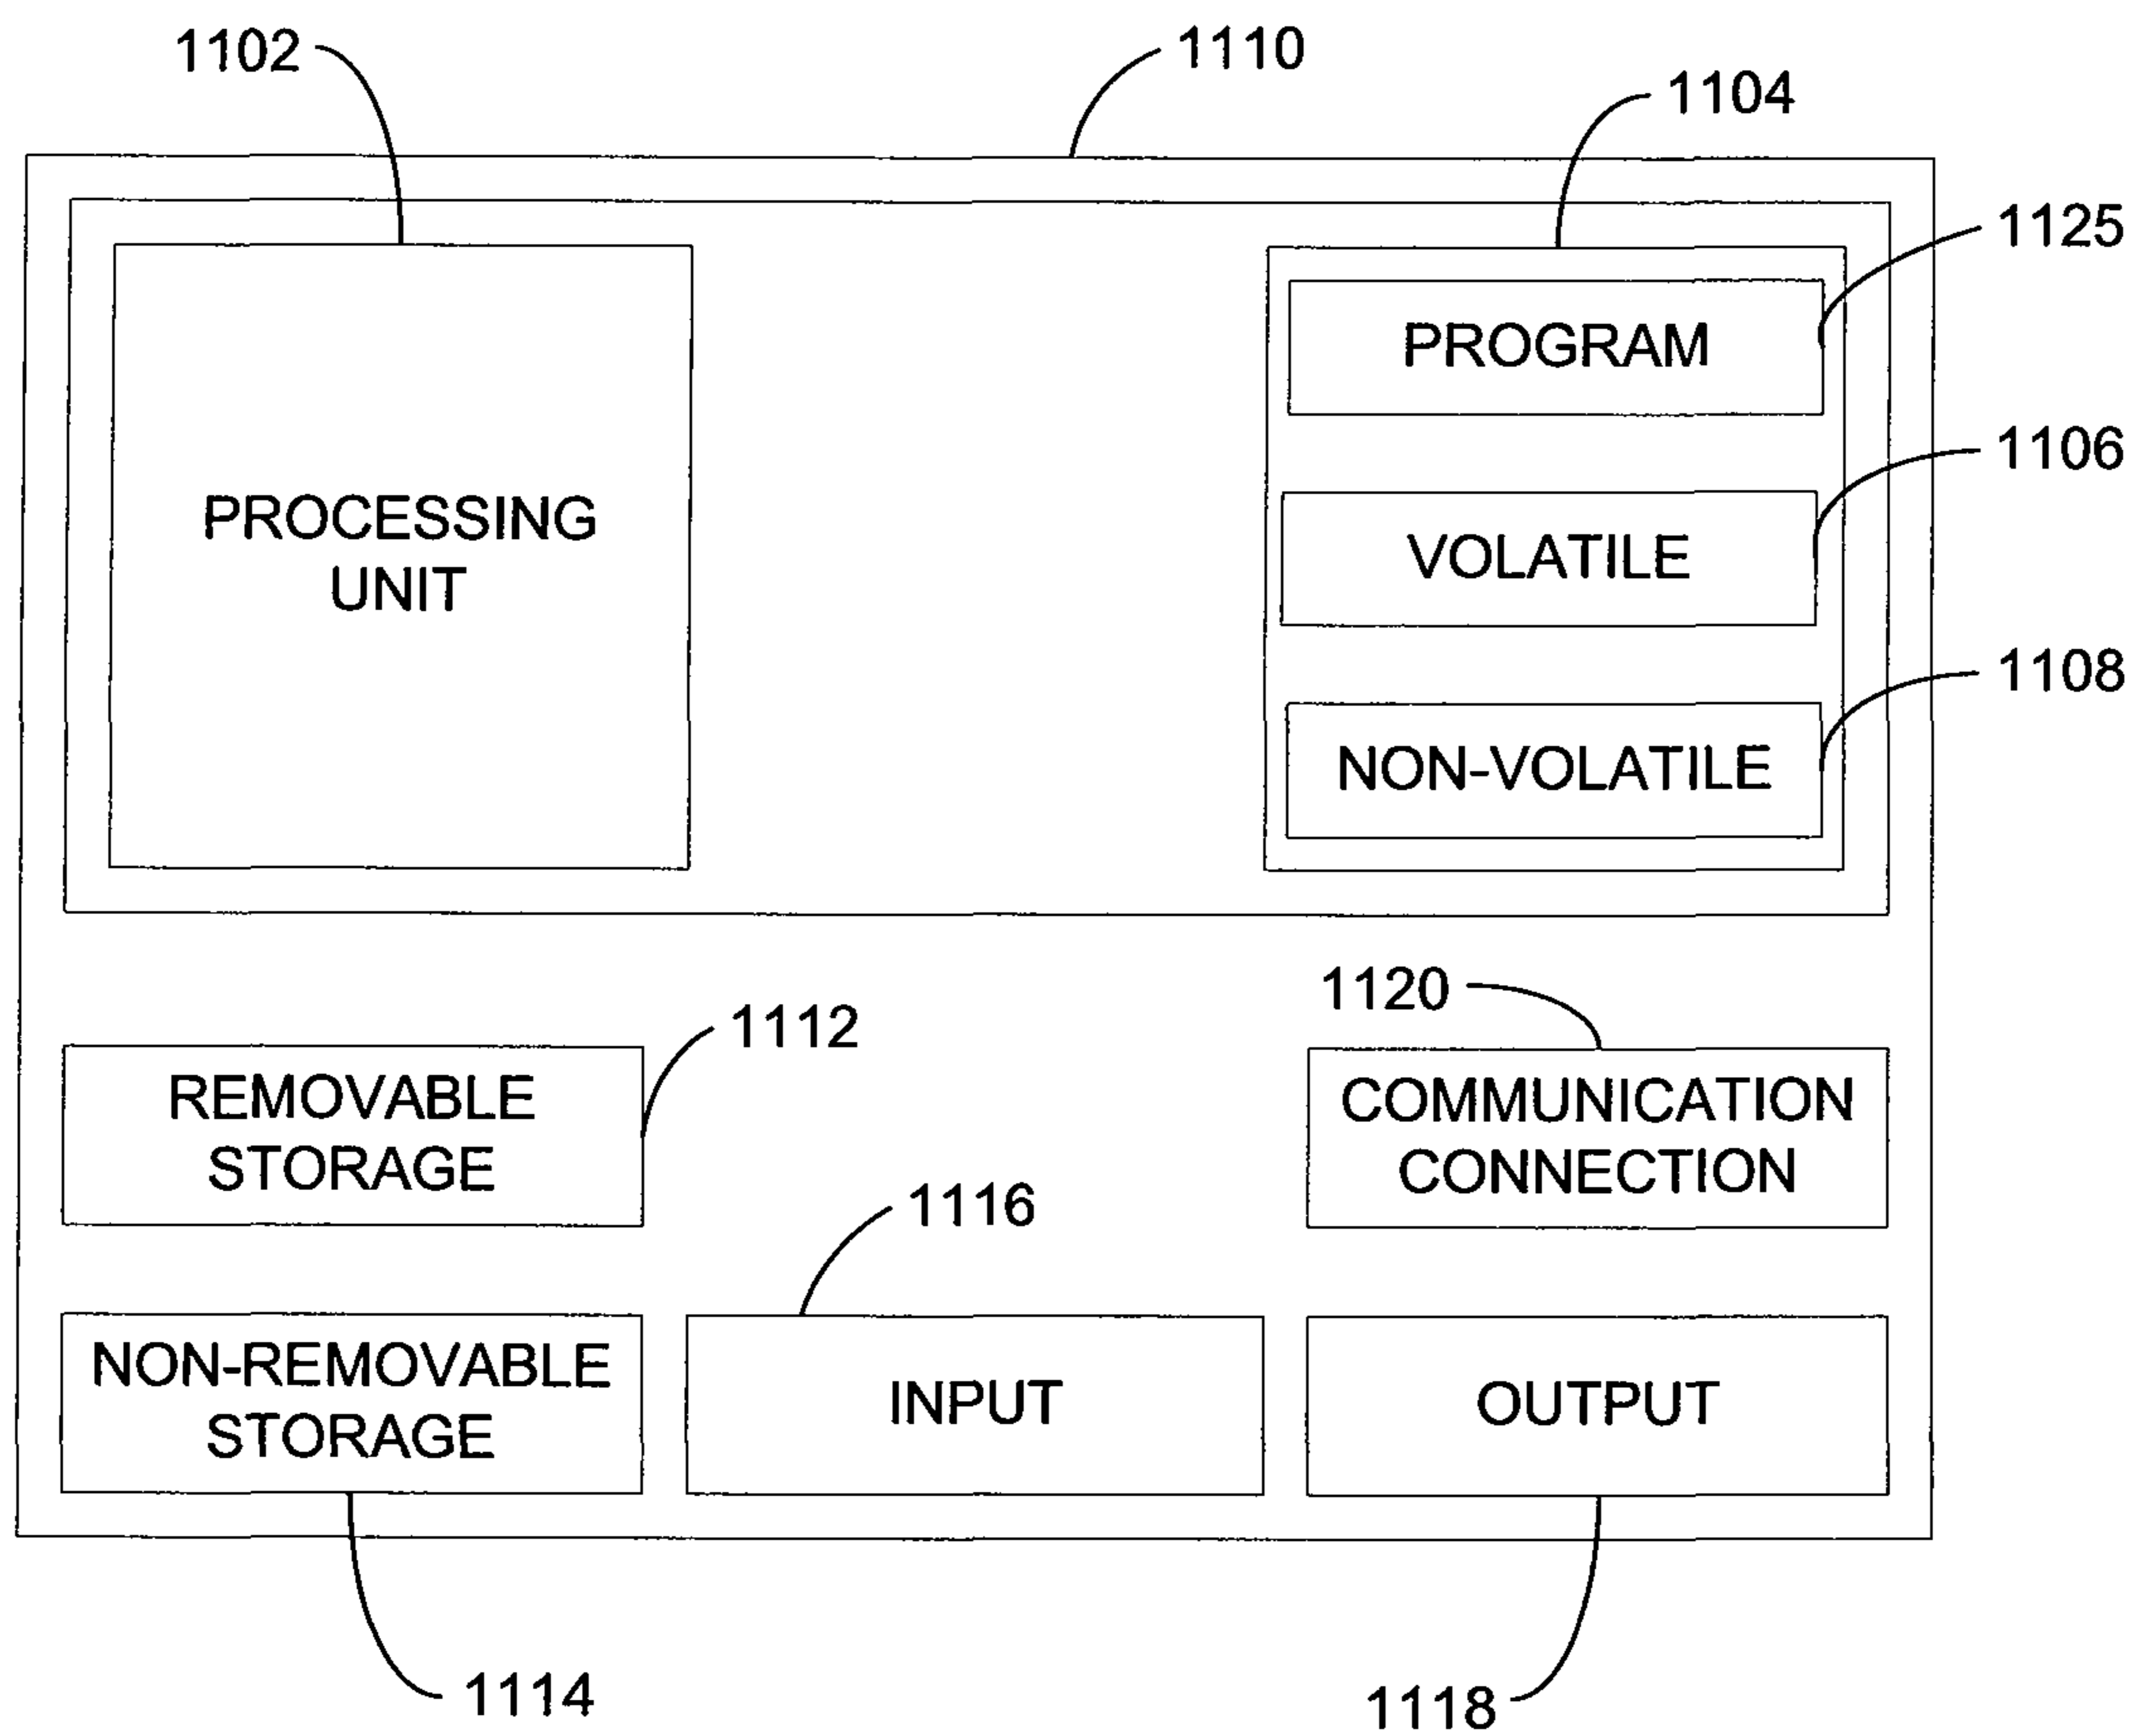 1102
1110
1104
1125
PROGRAM
1106
VOLATILE
1108
NON-VOLATILE
PROCESSING
UNIT
1112
REMOVABLE
STORAGE
1120
COMMUNICATION
CONNECTION
1116
NON-REMOVABLE
STORAGE
INPUT
OUTPUT
1114
1118